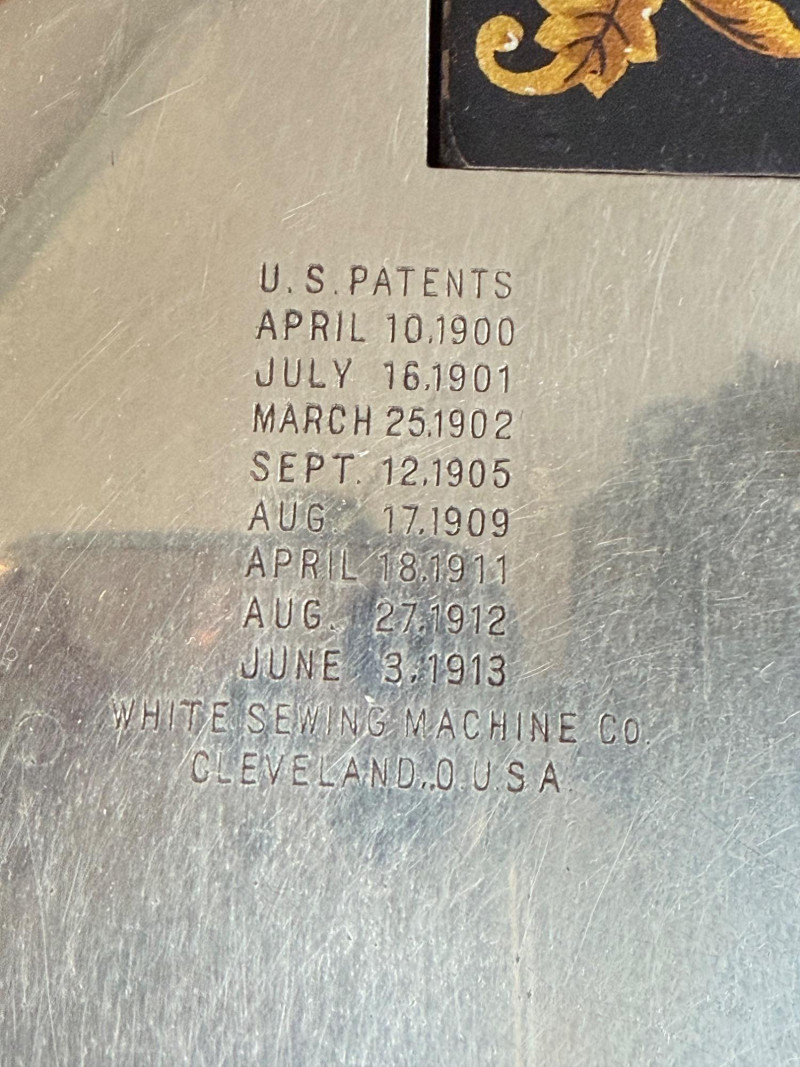 U.S. PATENTS
APRIL 10,1900
JULY 16,1901
MARCH 25,1902
SEPT. 12,1905
AUG. 17,1909
APRIL 18,1911
AUG. 27,1912
JUNE 3,1913
WHITE SEWING MACHINE CO.
CLEVELAND,.O.U.S.A.